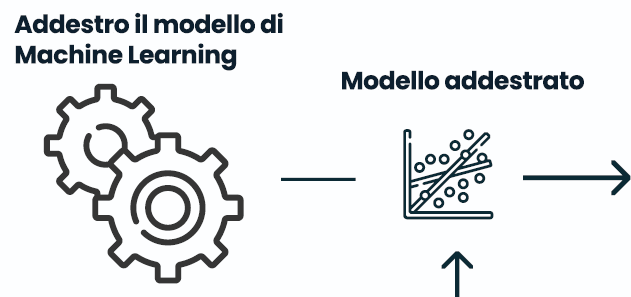 Addestro il modello di
Machine Learning
Modello addestrato